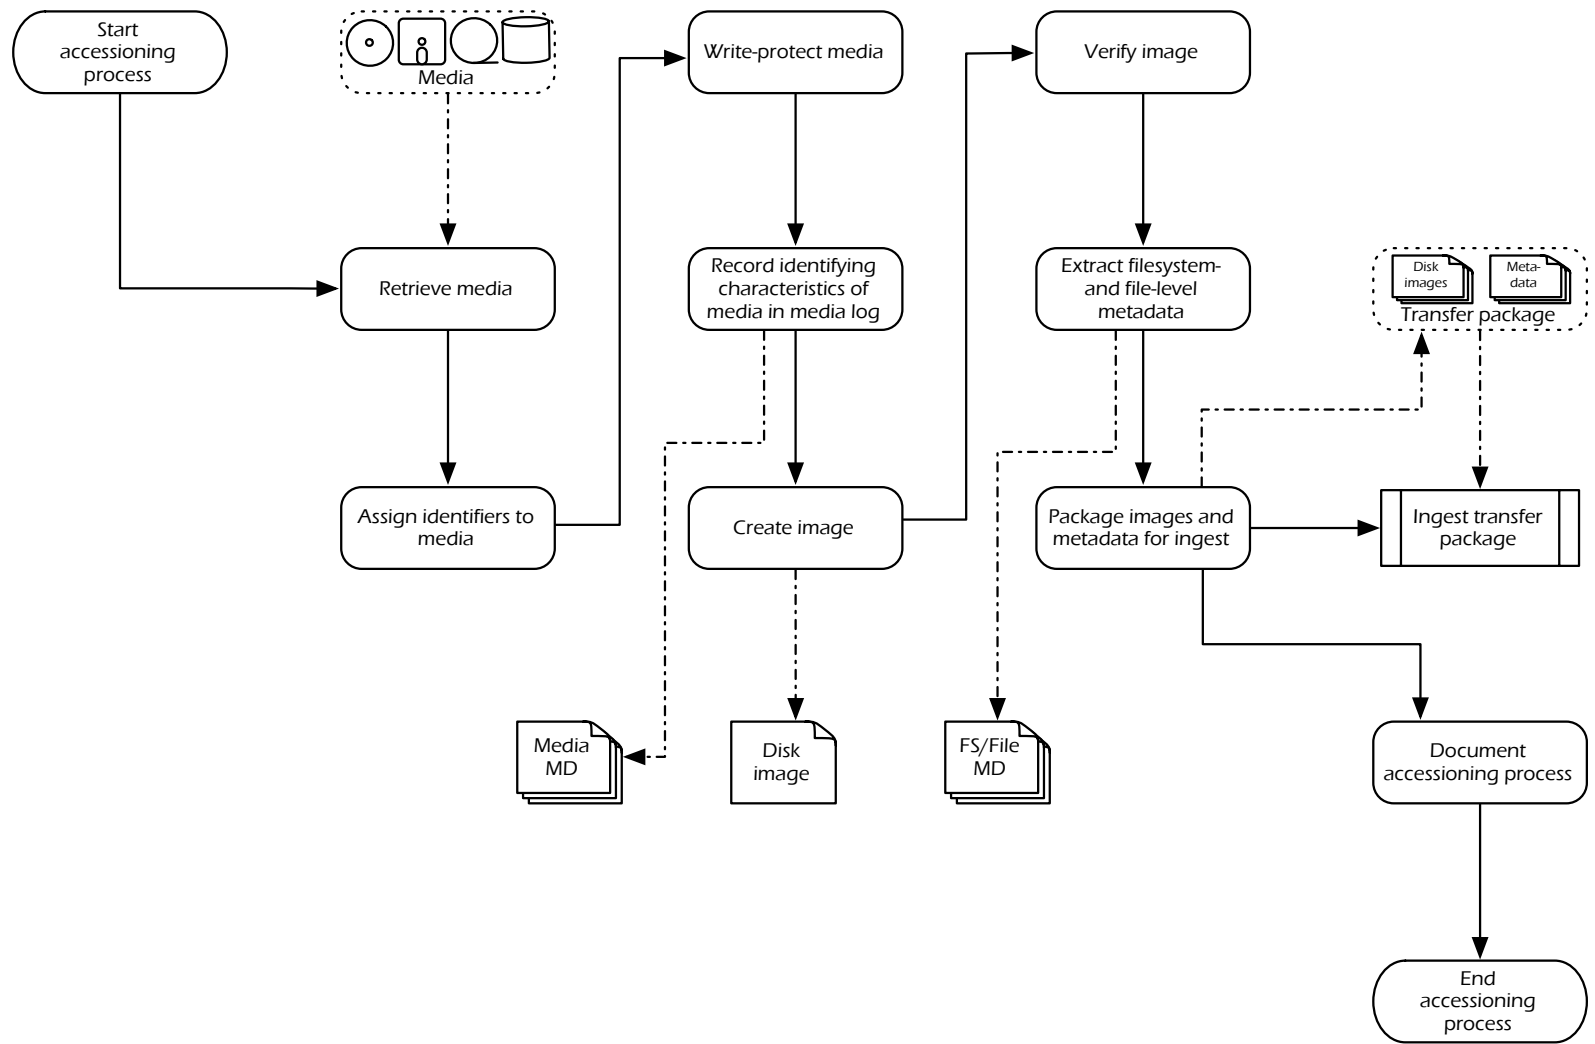 Start
accessioning
process
Media
Write-protect media
Verify image
Retrieve media
Record identifying
characteristics of
media in media log
Extract filesystem-
and file-level
metadata
Disk
images
Meta-
data
Transfer package
Assign identifiers to
media
Create image
Package images and
metadata for ingest
Ingest transfer
package
Media
MD
Disk
image
FS/File
MD
Document
accessioning process
End
accessioning
process